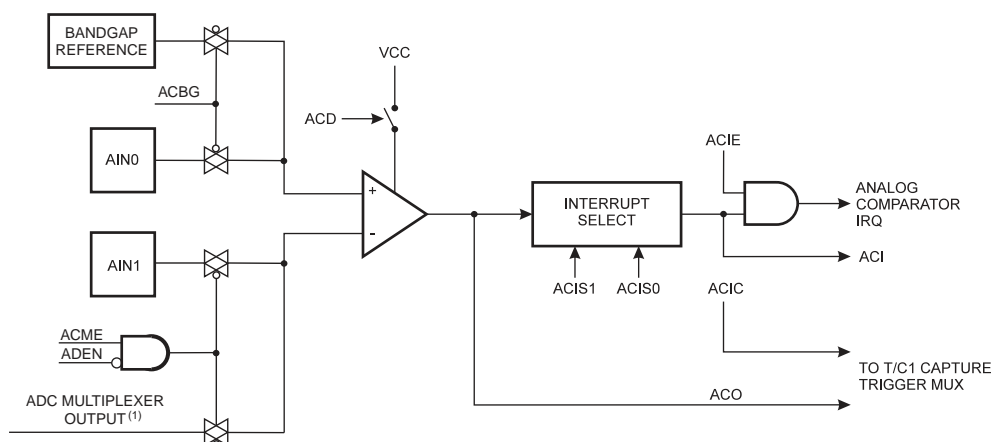 BANDGAP
REFERENCE
ACBG
AIN0
VCC
ACD
+
-
AIN1
ACME
ADEN
ADC MULTIPLEXER
OUTPUT(1)
INTERRUPT
SELECT
ACIS1 ACIS0
ACIE
ANALOG
COMPARATOR
IRQ
ACI
ACIC
TO T/C1 CAPTURE
TRIGGER MUX
ACO